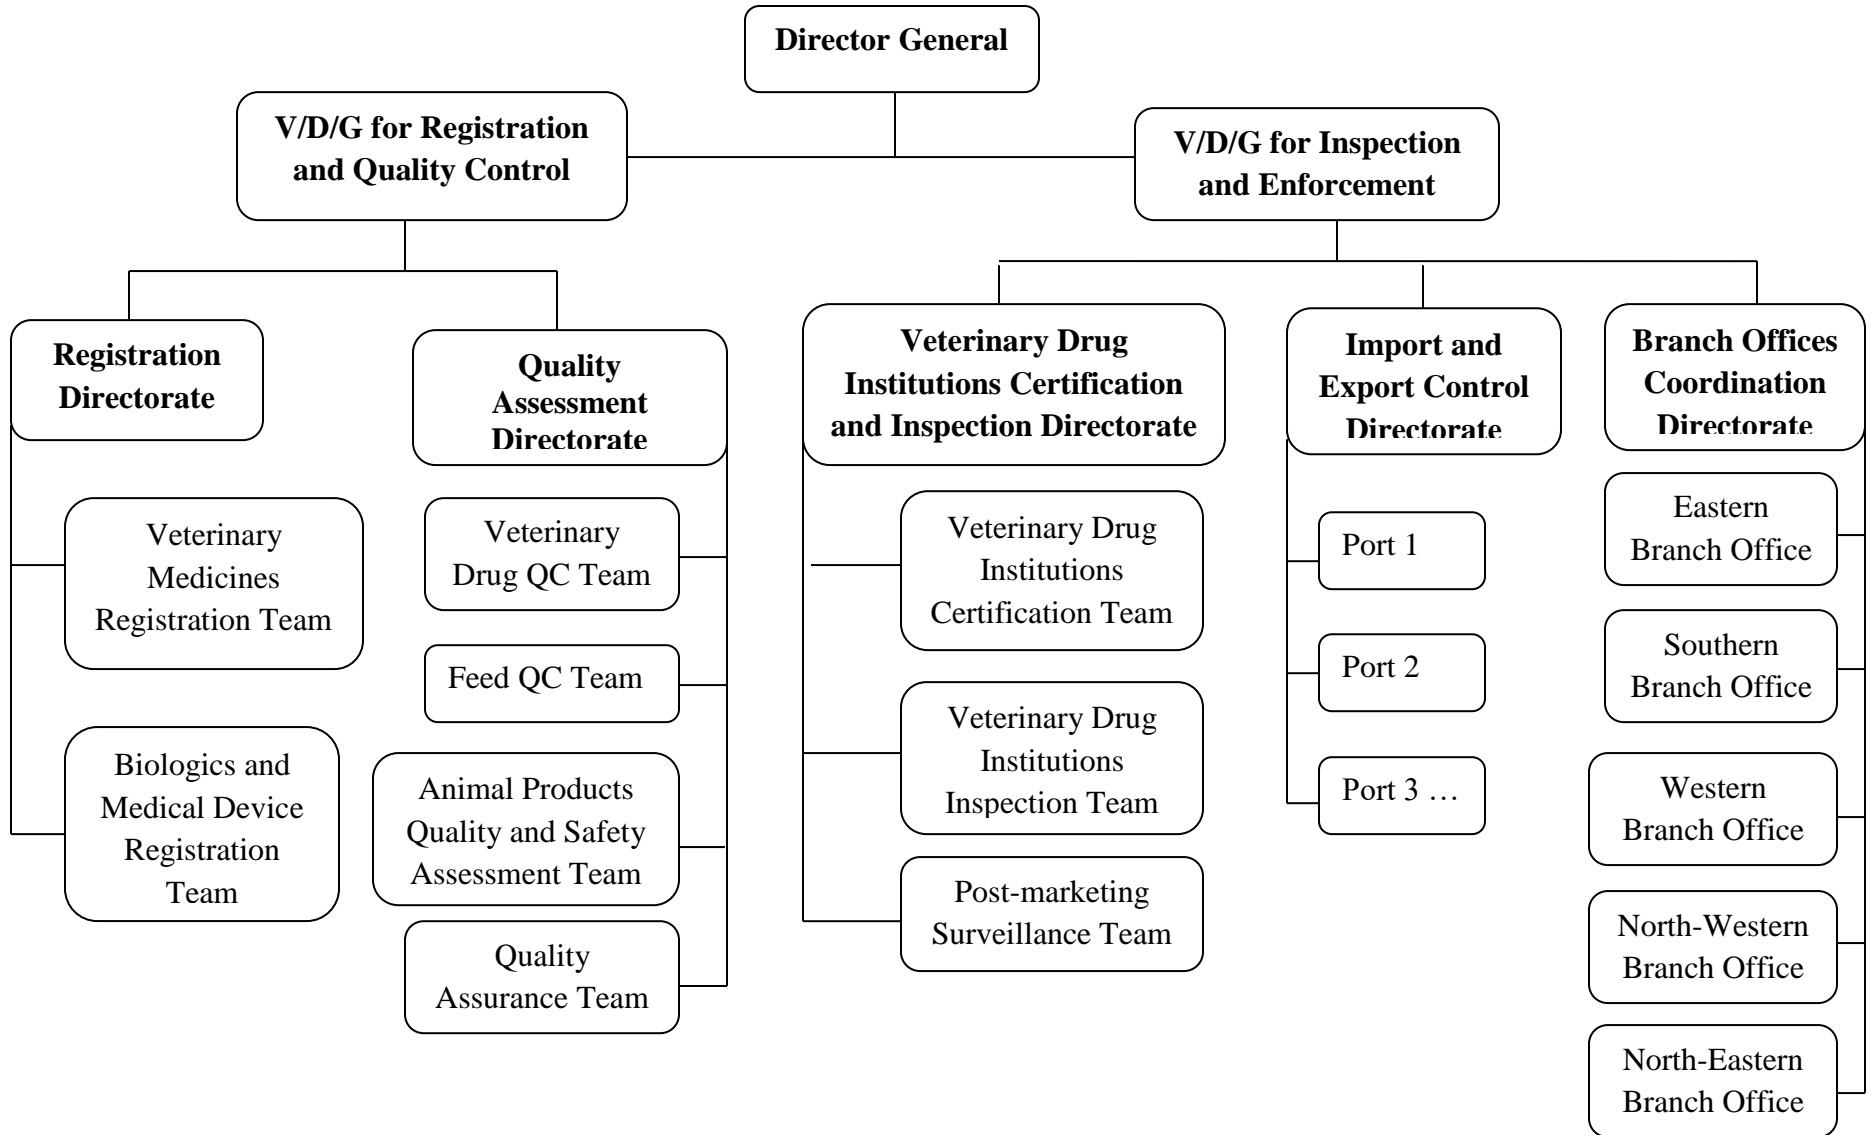 Director General
V/D/G for Registration
and Quality Control
V/D/G for Inspection
and Enforcement
Registration
Directorate
Quality
Assessment
Directorate
Veterinary Drug
Institutions Certification
and Inspection Directorate
Import and
Export Control
Directorate
Branch Offices
Coordination
Directorate
Veterinary
Medicines
Registration Team
Biologics and
Medical Device
Registration
Team
Veterinary
Drug QC Team
Feed QC Team
Animal Products
Quality and Safety
Assessment Team
Quality
Assurance Team
Veterinary Drug
Institutions
Certification Team
Veterinary Drug
Institutions
Inspection Team
Post-marketing
Surveillance Team
Port 1
Port 2
Port 3 …
Eastern
Branch Office
Southern
Branch Office
Western
Branch Office
North-Western
Branch Office
North-Eastern
Branch Office